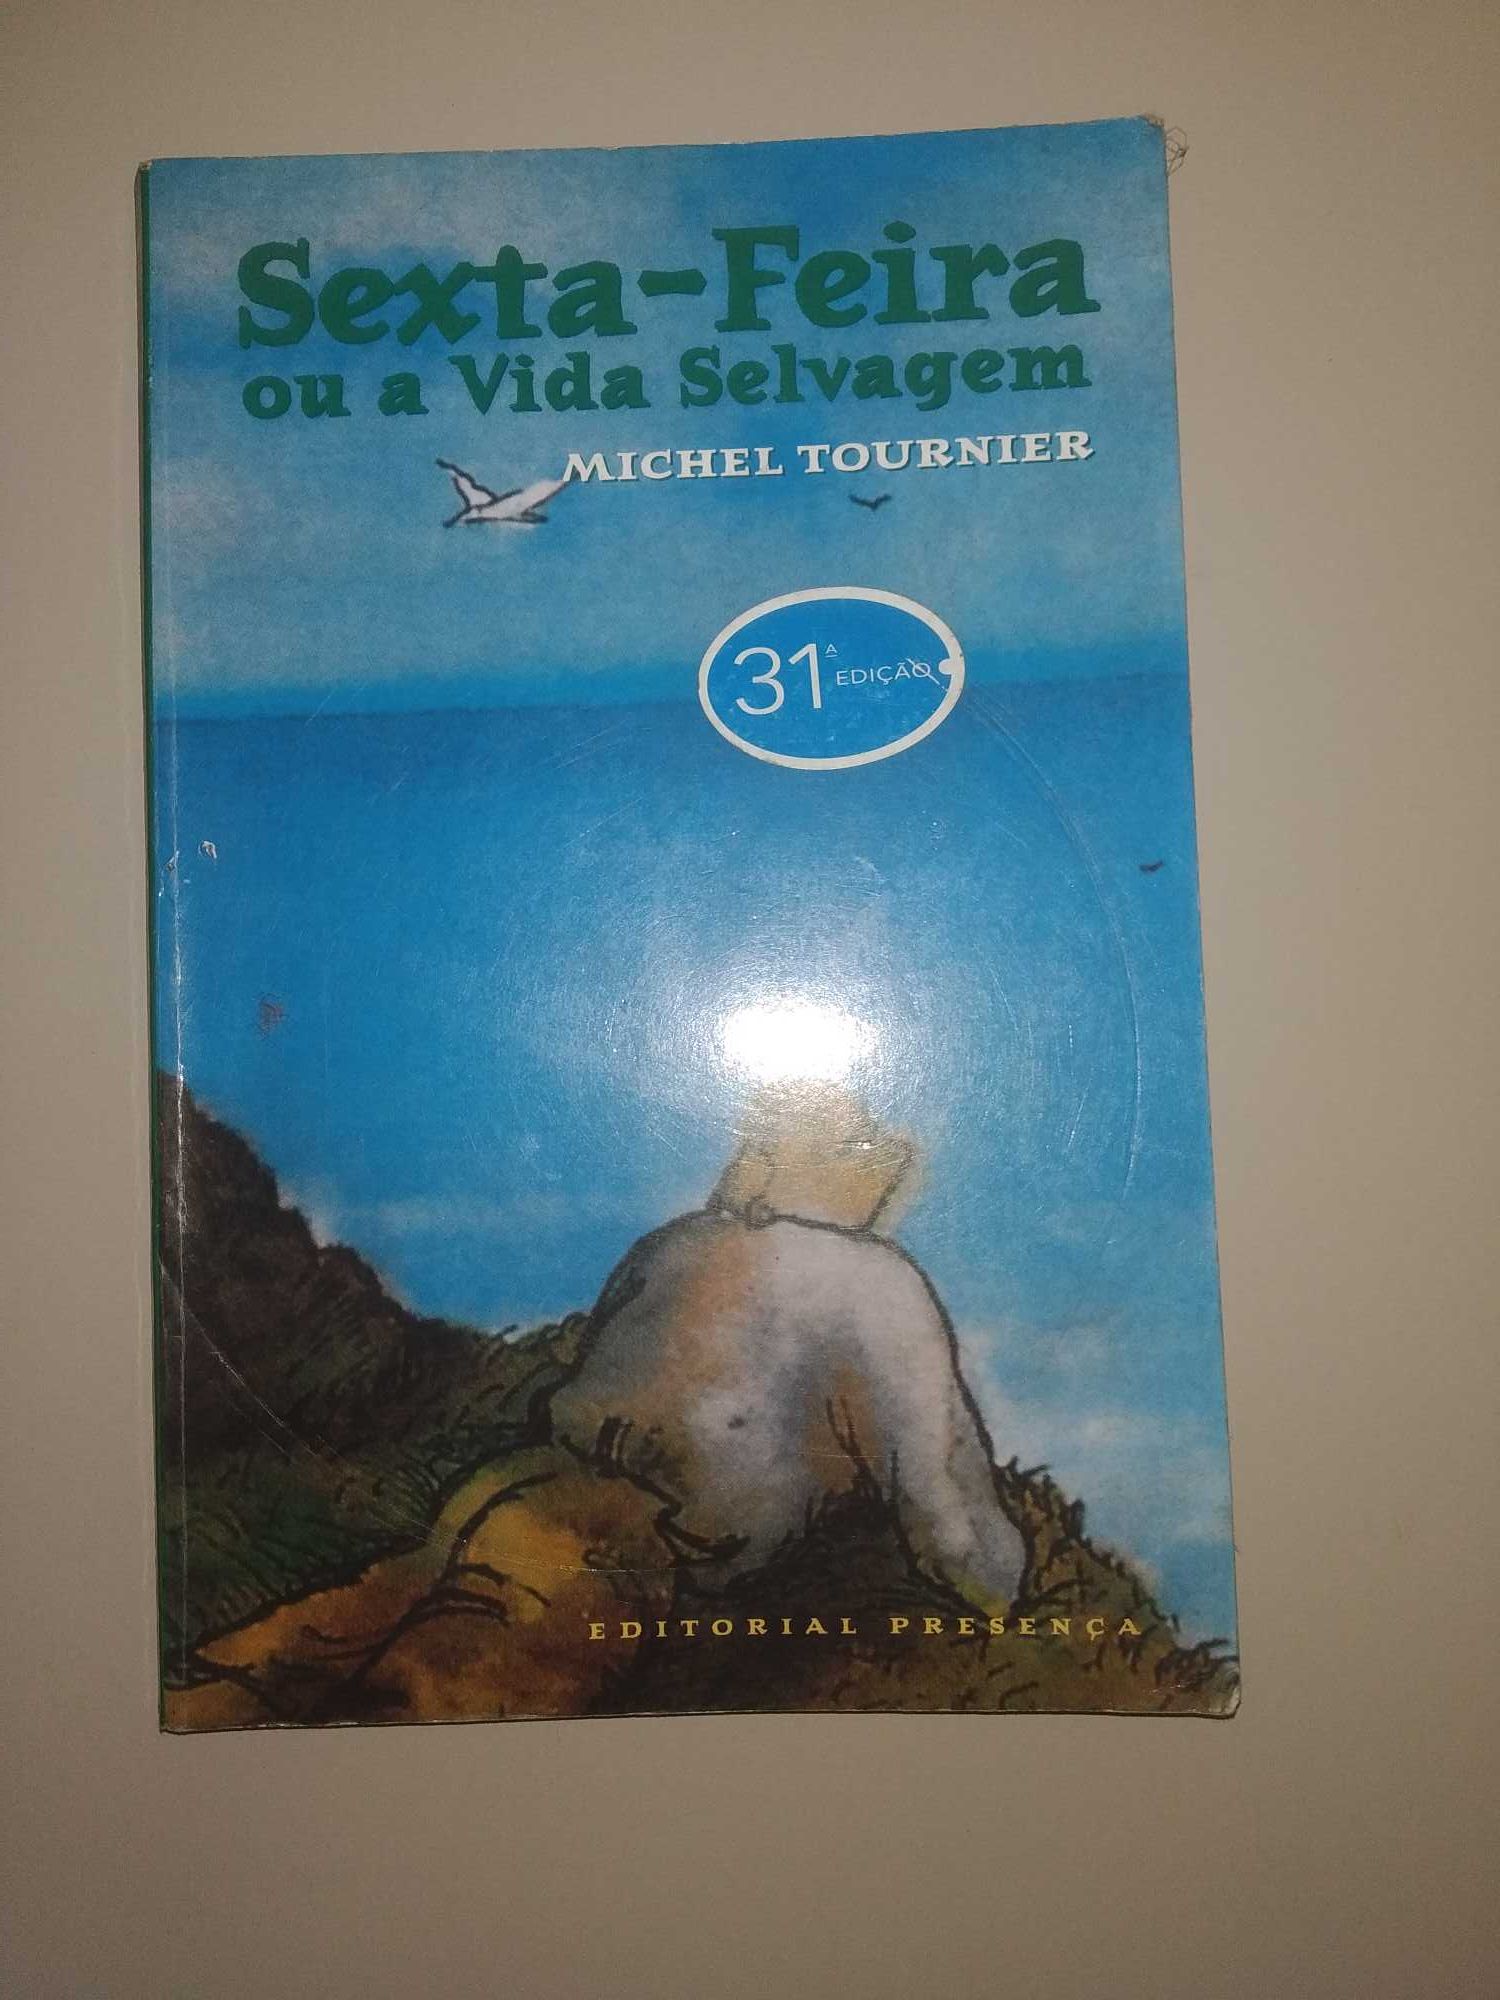 Sexta-Feira
ou a Vida Selvagem
MICHEL TOURNIER
31ª EDIÇÃO
EDITORIAL PRESENÇA